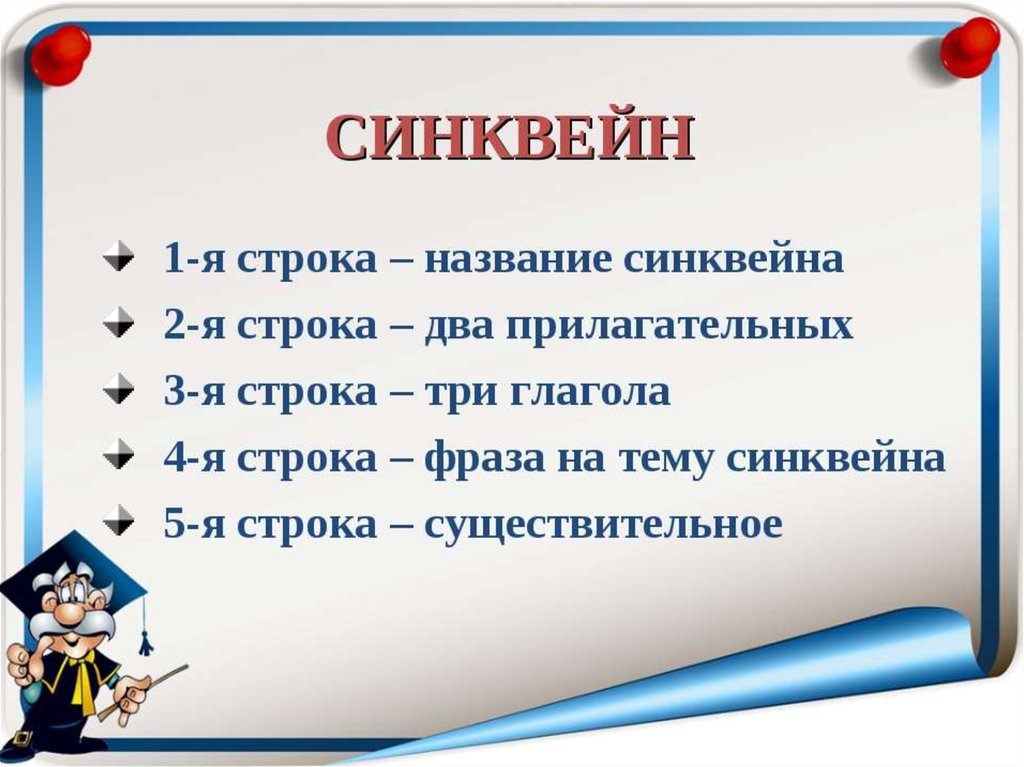 СИНКВЕЙН
1-я строка – название синквейна
2-я строка – два прилагательных
3-я строка – три глагола
4-я строка – фраза на тему синквейна
5-я строка – существительное